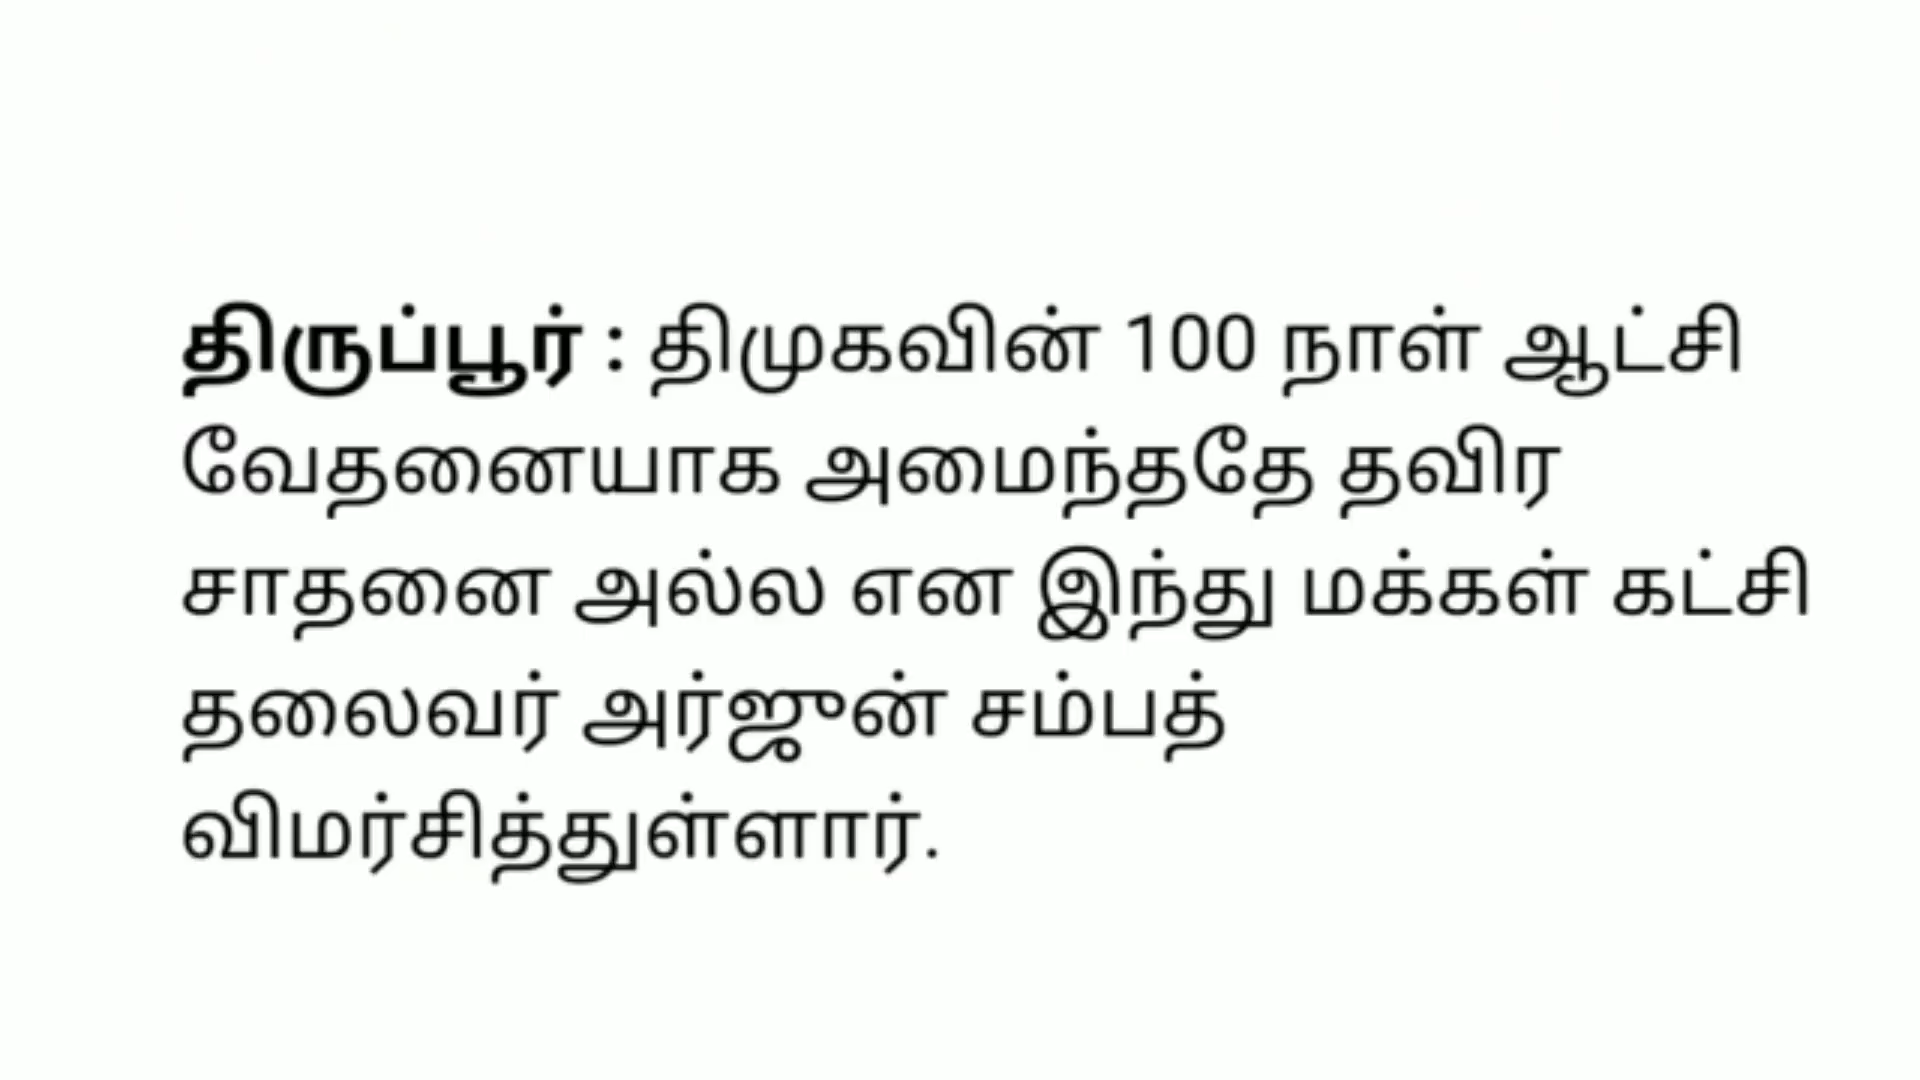 திருப்பூர் : திமுகவின் 100 நாள் ஆட்சி
வேதனையாக அமைந்ததே தவிர
சாதனை அல்ல என இந்து மக்கள் கட்சி
தலைவர் அர்ஜுன் சம்பத்
விமர்சித்துள்ளார்.